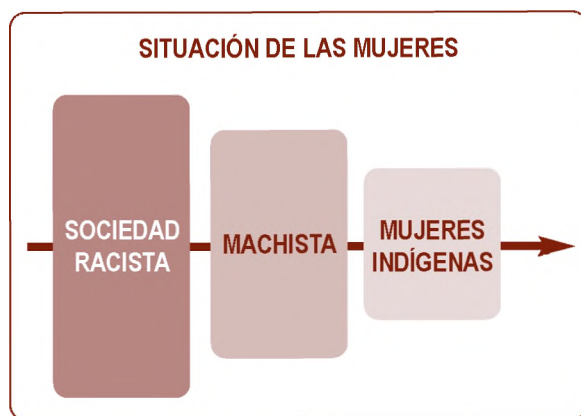 SITUACIÓN DE LAS MUJERES
SOCIEDAD
RACISTA
MACHISTA
MUJERES
INDÍGENAS